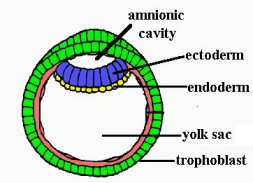 amnionic
cavity
ectoderm
endoderm
yolk sac
trophoblast